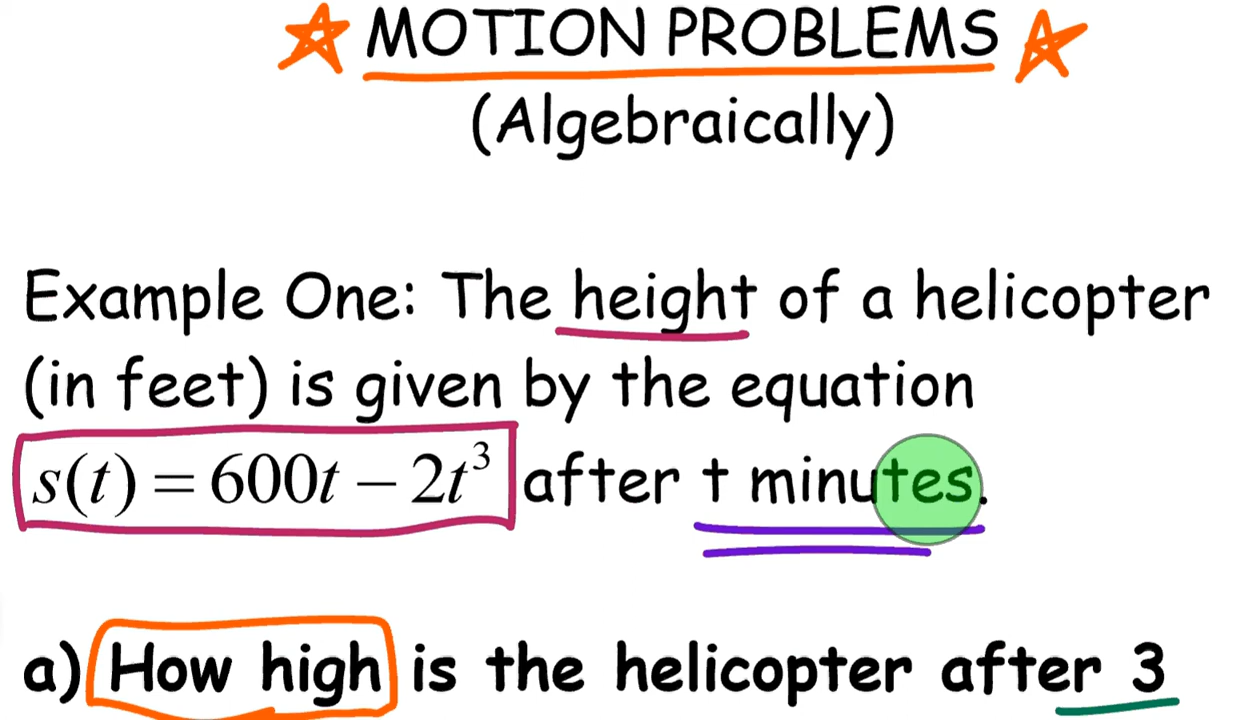 MOTION PROBLEMS
(Algebraically)
Example One: The height of a helicopter
(in feet) is given by the equation
s(t) = 600t − 2t³ after t minutes.
a) How high is the helicopter after 3